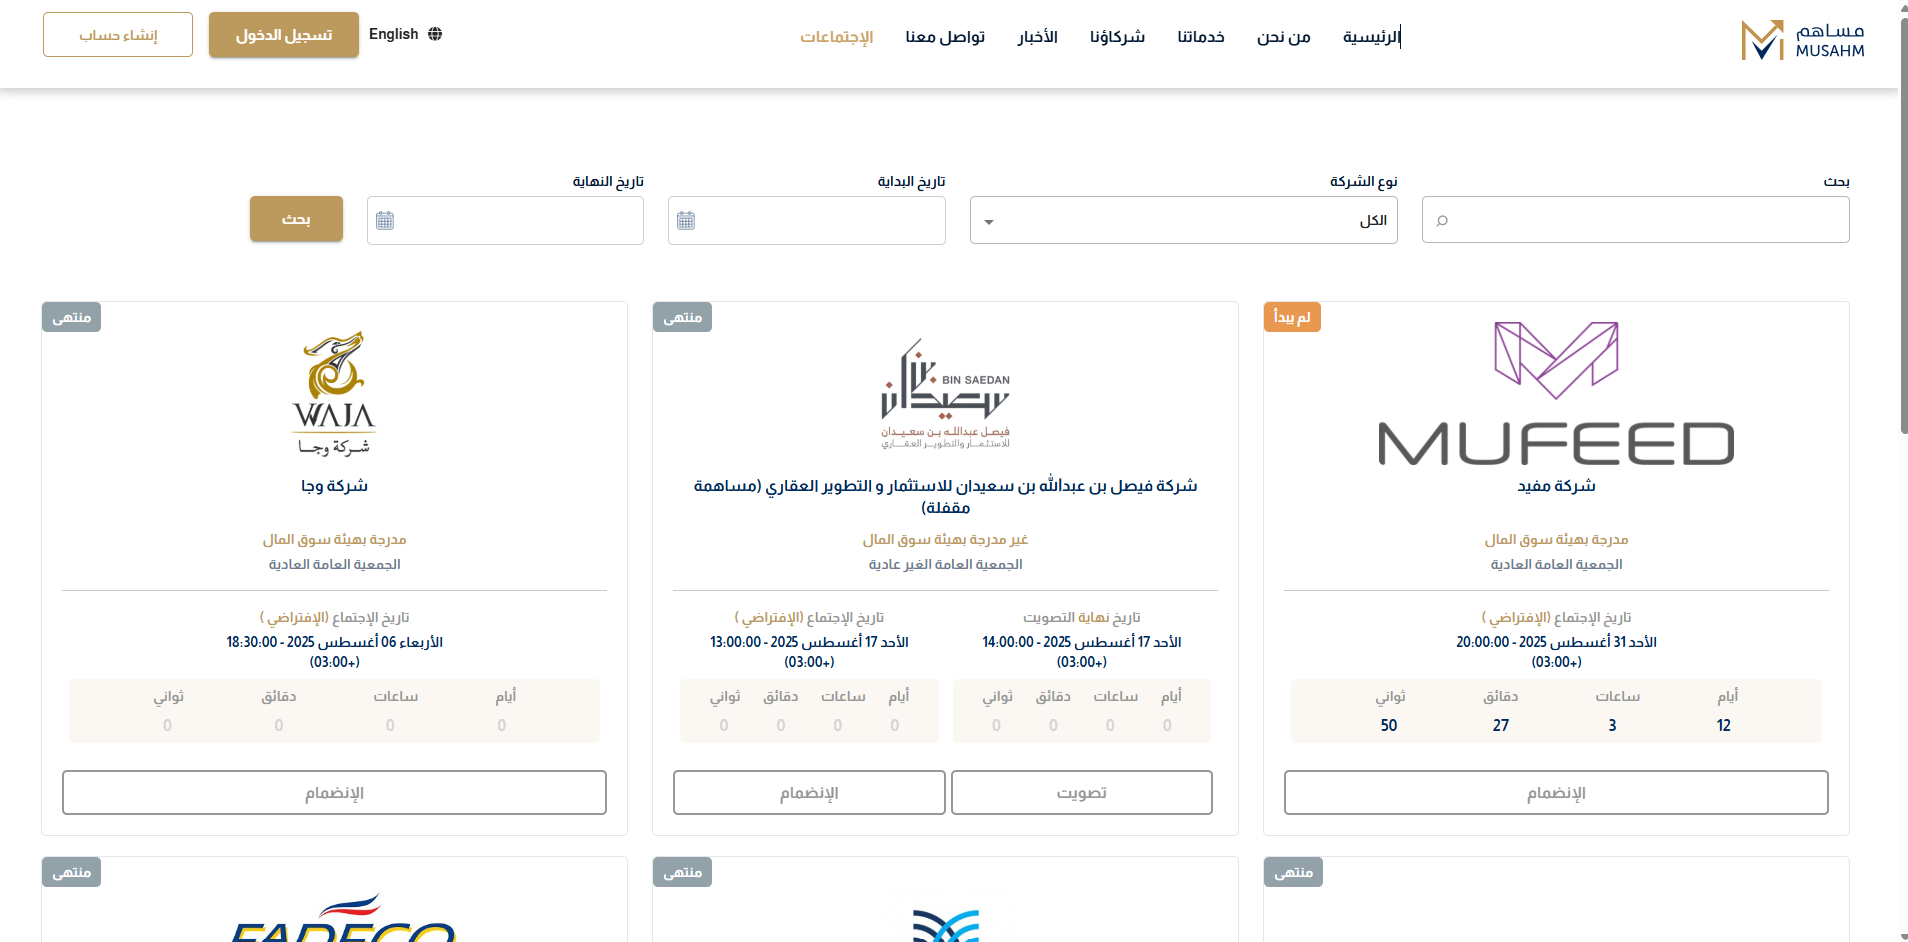 مساهم
MUSAHM
الرئيسية
من نحن
خدماتنا
شركاؤنا
الأخبار
تواصل معنا
الإجتماعات
English
تسجيل الدخول
إنشاء حساب
بحث
نوع الشركة
الكل
تاريخ البداية
تاريخ النهاية
بحث
لم يبدأ
MUFEED
شركة مفيد
مدرجة بهيئة سوق المال
الجمعية العامة العادية
تاريخ الإجتماع (الإفتراضي )
الأحد 31 أغسطس 2025 - 20:00:00
(+03:00)
أيام ساعات دقائق ثواني
12 3 27 50
الإنضمام
منتهى
بن سعيدان
BIN SAEDAN
فيصل عبدالله بن سعيدان
للاستثمار والتطوير العقاري
شركة فيصل بن عبدالله بن سعيدان للاستثمار و التطوير العقاري (مساهمة
مقفلة)
غير مدرجة بهيئة سوق المال
الجمعية العامة الغير عادية
تاريخ نهاية التصويت
الأحد 17 أغسطس 2025 - 14:00:00
(+03:00)
أيام ساعات دقائق ثواني
0 0 0 0
تصويت
تاريخ الإجتماع (الإفتراضي )
الأحد 17 أغسطس 2025 - 13:00:00
(+03:00)
أيام ساعات دقائق ثواني
0 0 0 0
الإنضمام
منتهى
WAJA
شركة وجا
شركة وجا
مدرجة بهيئة سوق المال
الجمعية العامة العادية
تاريخ الإجتماع (الإفتراضي )
الأربعاء 06 أغسطس 2025 - 18:30:00
(+03:00)
أيام ساعات دقائق ثواني
0 0 0 0
الإنضمام
منتهى
منتهى
منتهى
FADECO